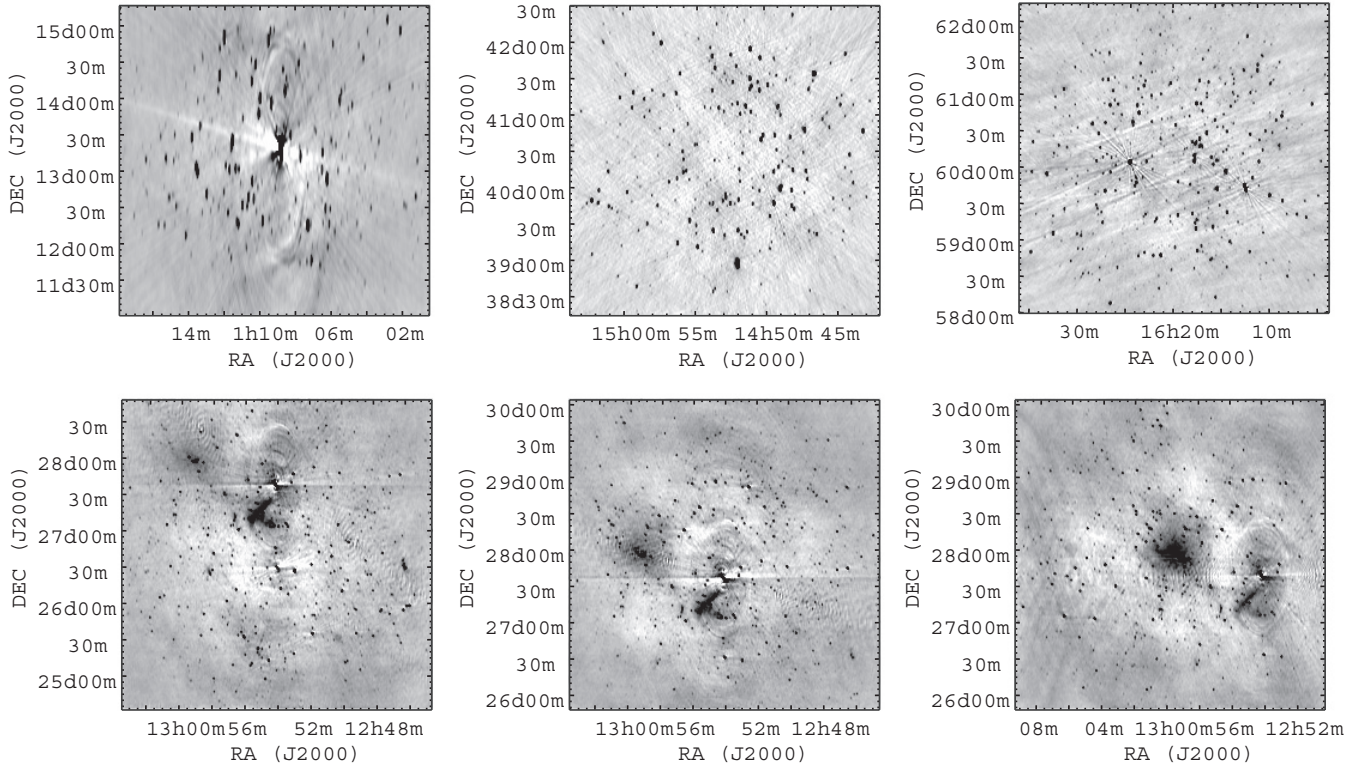 15d00m
30m
14d00m
30m
13d00m
30m
12d00m
11d30m
DEC (J2000)
14m 11h10m 06m 02m
RA (J2000)
30m
42d00m
30m
41d00m
30m
40d00m
30m
39d00m
38d30m
DEC (J2000)
15h00m 55m 14h50m 45m
RA (J2000)
62d00m
30m
61d00m
30m
60d00m
30m
59d00m
30m
58d00m
DEC (J2000)
30m 16h20m 10m
RA (J2000)
30m
28d00m
30m
27d00m
30m
26d00m
30m
25d00m
DEC (J2000)
13h00m56m 52m 12h48m
RA (J2000)
30d00m
30m
29d00m
30m
28d00m
30m
27d00m
30m
26d00m
DEC (J2000)
13h00m56m 52m 12h48m
RA (J2000)
30d00m
30m
29d00m
30m
28d00m
30m
27d00m
30m
26d00m
DEC (J2000)
08m 04m 13h00m56m 12h52m
RA (J2000)